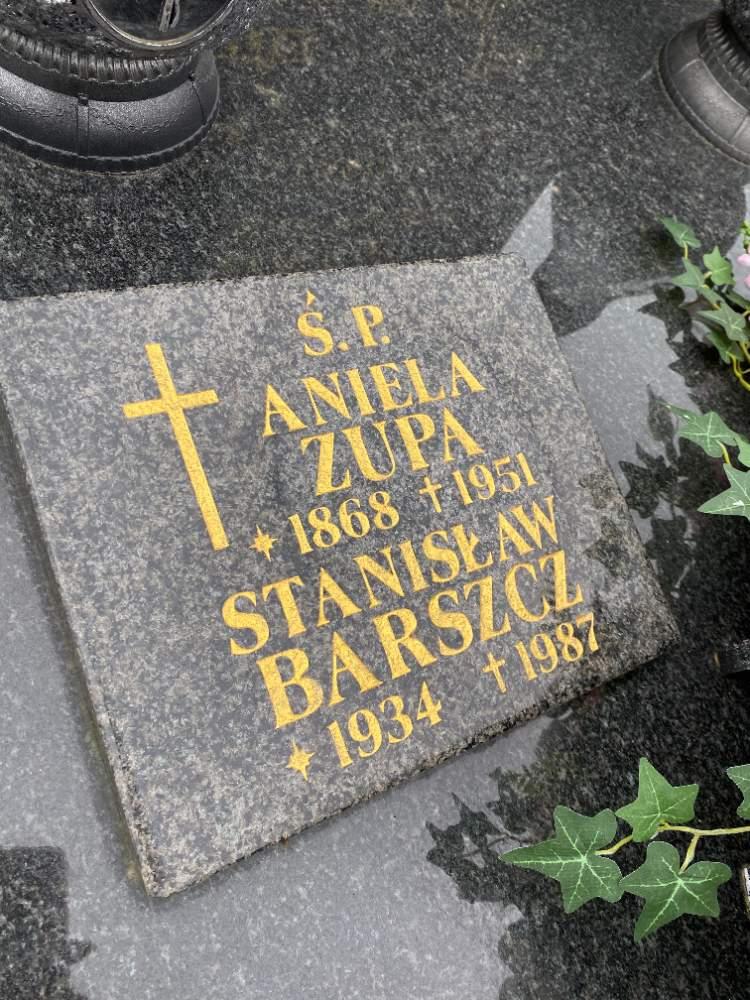 Ś.P.
ANIELA
ZUPA
* 1868 † 1951
STANISŁAW
BARSZCZ
* 1934 † 1987